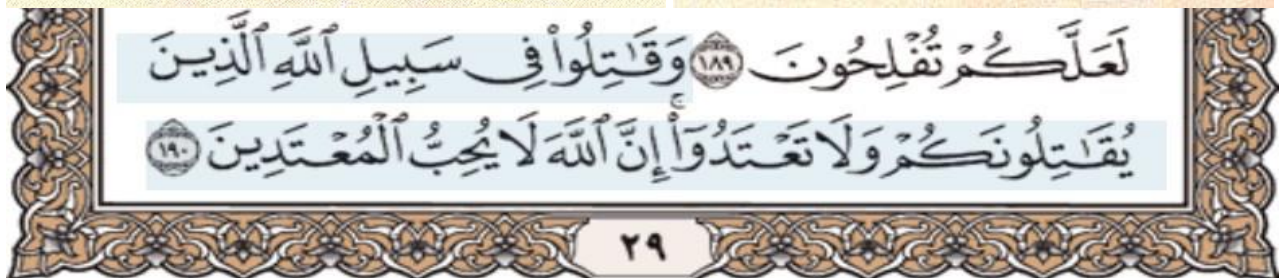 لَعَلَّكُمْ تُفْلِحُونَ ١٨٩ وَقَٰتِلُوا۟ فِى سَبِيلِ ٱللَّهِ ٱلَّذِينَ
يُقَٰتِلُونَكُمْ وَلَا تَعْتَدُوٓا۟ ۚ إِنَّ ٱللَّهَ لَا يُحِبُّ ٱلْمُعْتَدِينَ ١٩٠
٢٩